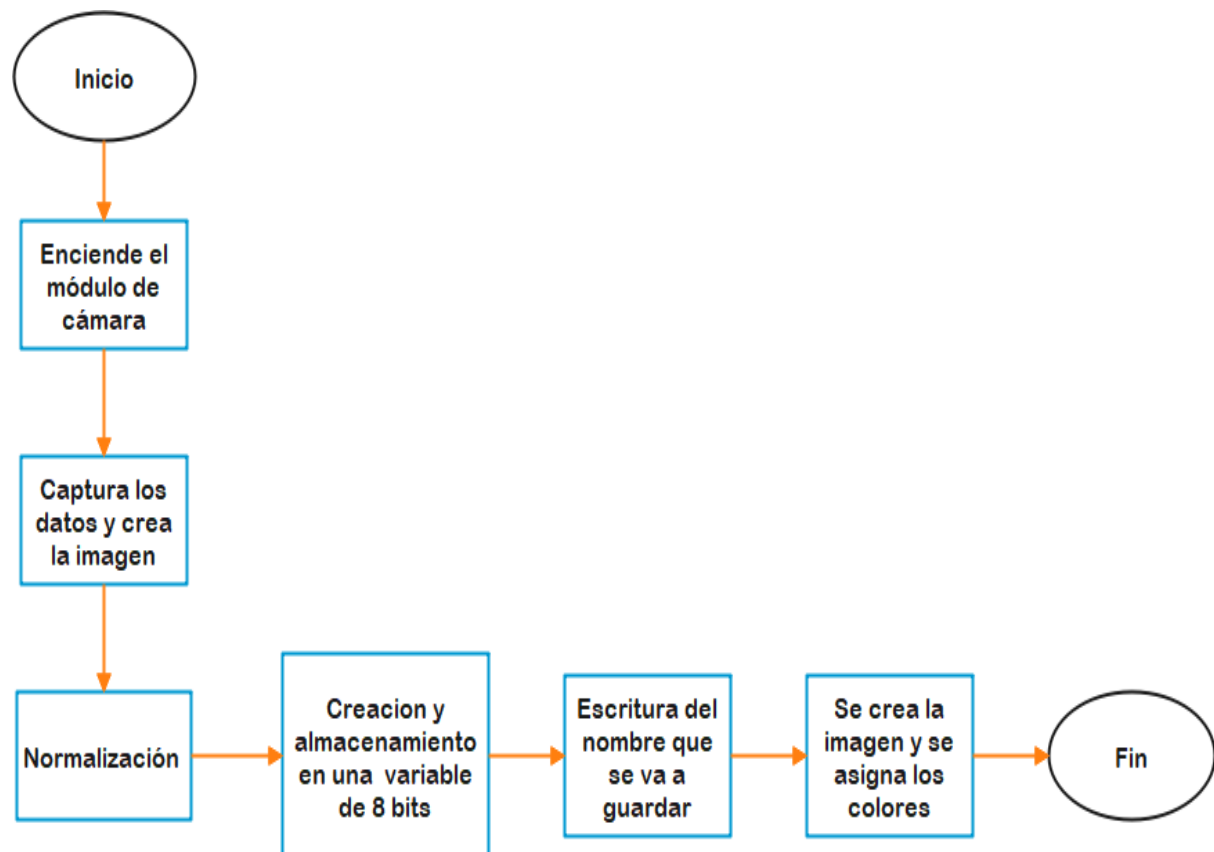 Inicio
Enciende el
módulo de
cámara
Captura los
datos y crea
la imagen
Normalización
Creacion y
almacenamiento
en una variable
de 8 bits
Escritura del
nombre que
se va a
guardar
Se crea la
imagen y se
asigna los
colores
Fin